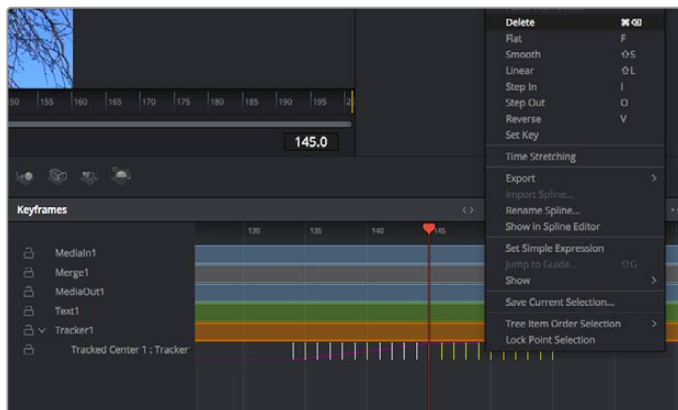 Delete ⌘⌫
Flat F
Smooth ⇧S
Linear ⇧L
Step In I
Step Out O
Reverse V
Set Key
Time Stretching
Export >
Import Spline...
Rename Spline...
Show in Spline Editor
Set Simple Expression
Jump to Guide... ⇧G
Show >
Save Current Selection...
Tree Item Order Selection >
Lock Point Selection
155 160 165 170 175 180 185 190 195
145.0
Keyframes
130 135 140 145
MediaIn1
Merge1
MediaOut1
Text1
Tracker1
Tracked Center 1 : Tracker